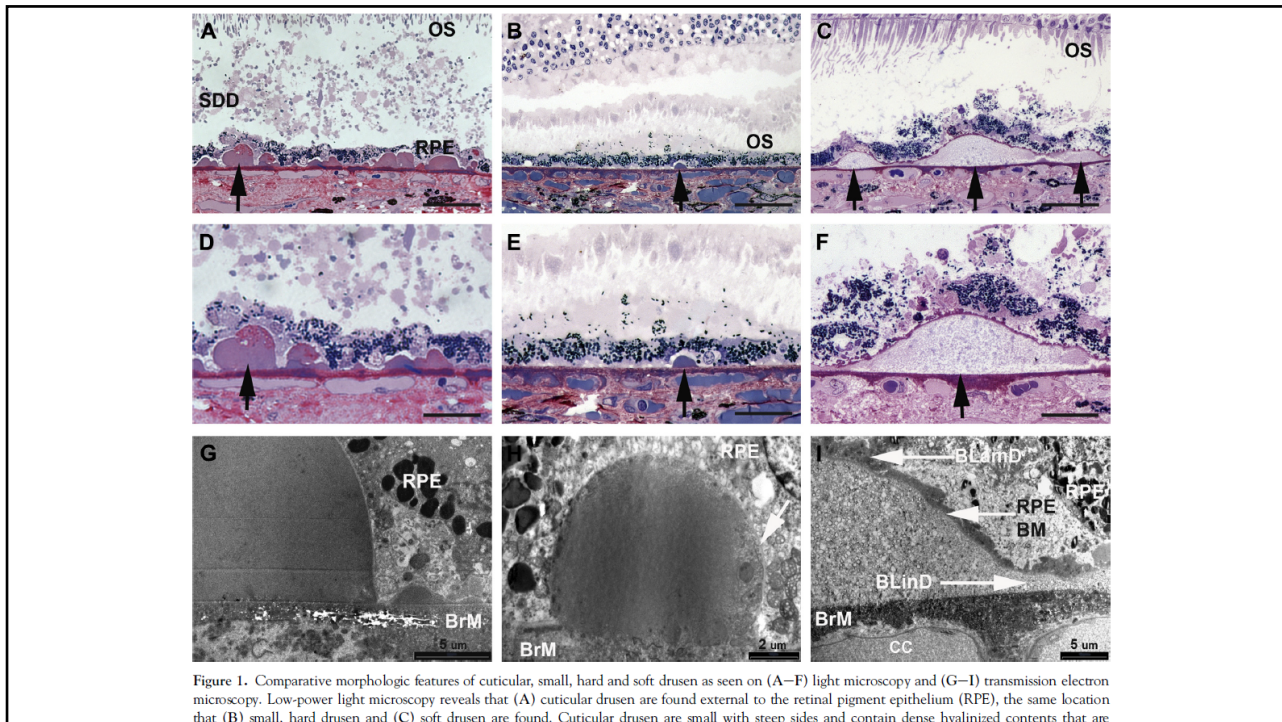 A OS
SDD
RPE
B
OS
C
OS
D
E
F
G
RPE
BrM
5 um
H RPE
BrM
2 um
I BLamD
RPE
RPE
BM
BLinD
BrM
CC
5 um
Figure 1. Comparative morphologic features of cuticular, small, hard and soft drusen as seen on (A–F) light microscopy and (G–I) transmission electron
microscopy. Low-power light microscopy reveals that (A) cuticular drusen are found external to the retinal pigment epithelium (RPE), the same location
that (B) small, hard drusen and (C) soft drusen are found. Cuticular drusen are small with steep sides and contain dense hyalinized contents that are